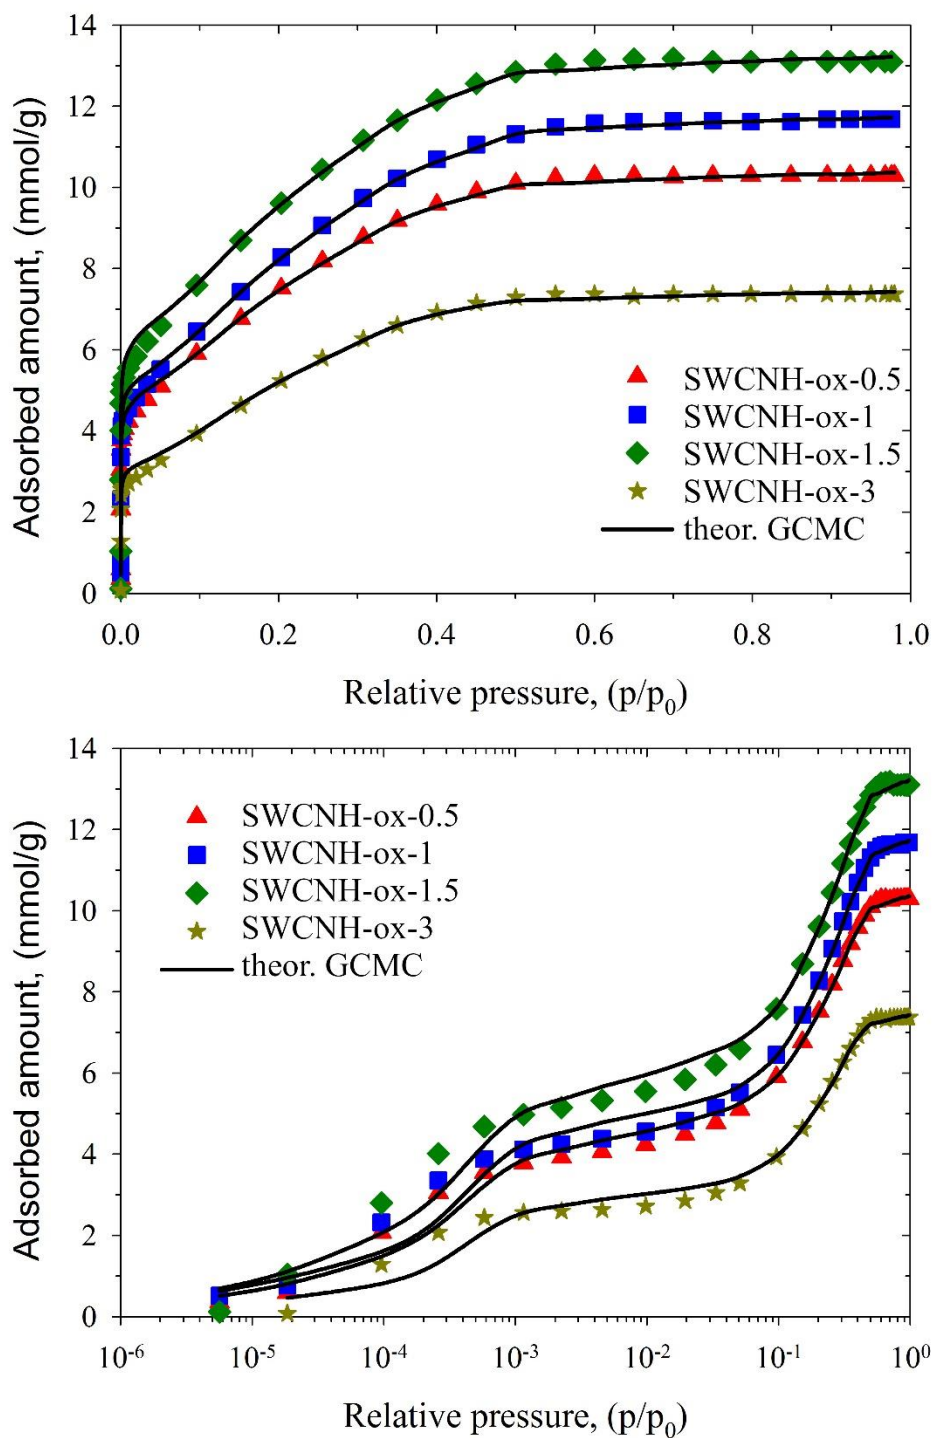 14
12
10
8
6
4
2
0
Adsorbed amount, (mmol/g)
SWCNH-ox-0.5
SWCNH-ox-1
SWCNH-ox-1.5
SWCNH-ox-3
theor. GCMC
0.0 0.2 0.4 0.6 0.8 1.0
Relative pressure, (p/p₀)
14
12
10
8
6
4
2
0
Adsorbed amount, (mmol/g)
SWCNH-ox-0.5
SWCNH-ox-1
SWCNH-ox-1.5
SWCNH-ox-3
theor. GCMC
10⁻⁶ 10⁻⁵ 10⁻⁴ 10⁻³ 10⁻² 10⁻¹ 10⁰
Relative pressure, (p/p₀)